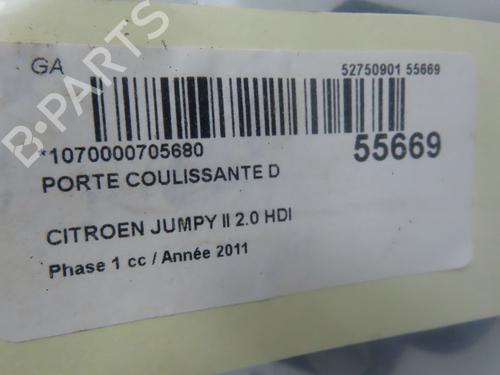 GA
52750901 55669
*1070000705680
55669
PORTE COULISSANTE D
CITROEN JUMPY II 2.0 HDI
Phase 1 cc / Année 2011
B-PARTS